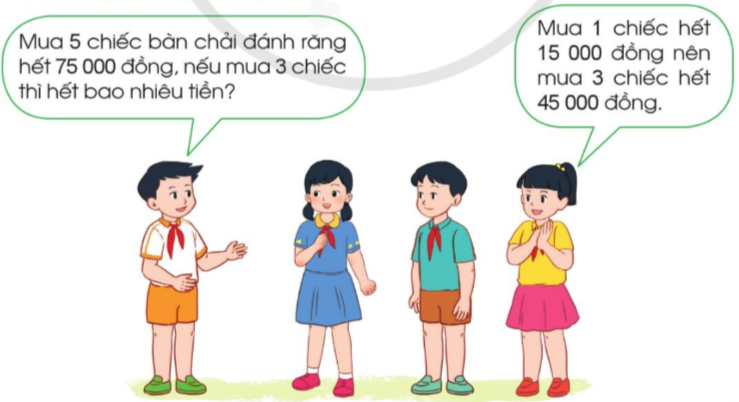 Mua 5 chiếc bàn chải đánh răng
hết 75 000 đồng, nếu mua 3 chiếc
thì hết bao nhiêu tiền?
Mua 1 chiếc hết
15 000 đồng nên
mua 3 chiếc hết
45 000 đồng.